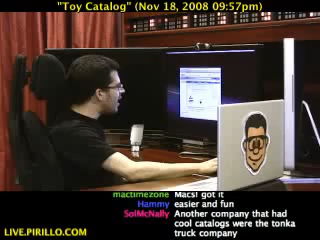 "Toy Catalog" (Nov 18, 2008 09:57pm)
mactimezone Macs! got it
Hammy easier and fun
SolMcNally Another company that had
cool catalogs were the tonka
truck company
LIVE.PIRILLO.COM